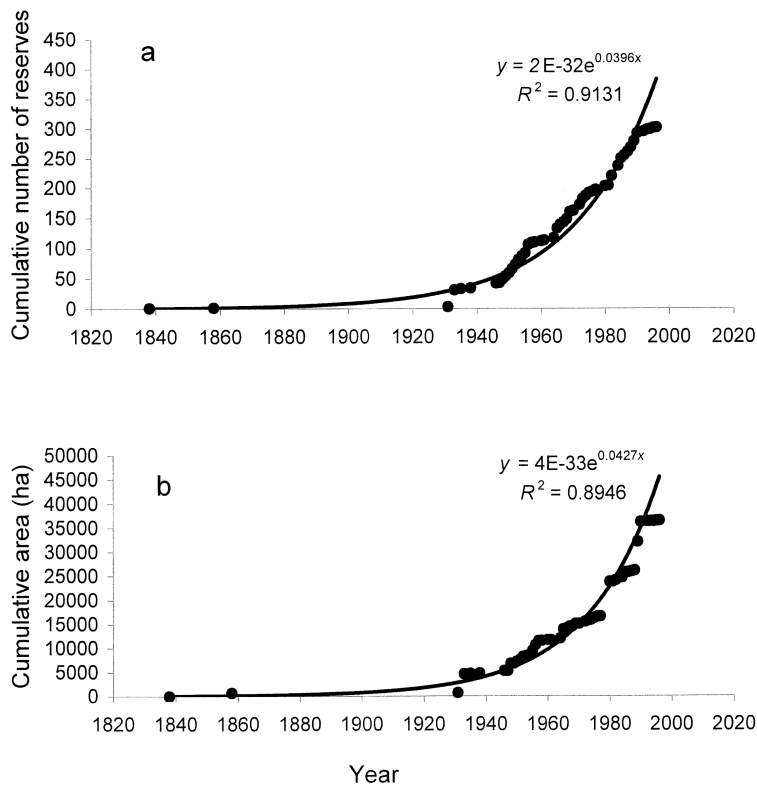 Cumulative number of reserves
a
450
400
350
300
250
200
150
100
50
0
y = 2E-32e^0.0396x
R² = 0.9131
1820 1840 1860 1880 1900 1920 1940 1960 1980 2000 2020
Cumulative area (ha)
b
50000
45000
40000
35000
30000
25000
20000
15000
10000
5000
0
y = 4E-33e^0.0427x
R² = 0.8946
1820 1840 1860 1880 1900 1920 1940 1960 1980 2000 2020
Year